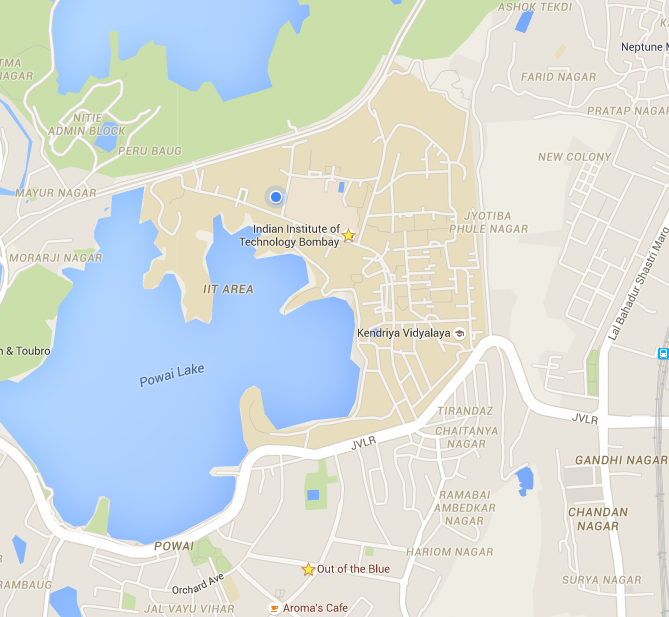 ASHOK TEKDI
Neptune
FARID NAGAR
NAGAR
PRATAP NAGAR
NITIE
ADMIN BLOCK
PERU BAUG
NEW COLONY
MAYUR NAGAR
JYOTIBA
PHULE NAGAR
Indian Institute of
Technology Bombay
MORARJI NAGAR
IIT AREA
Lal Bahadur Shastri Marg
Kendriya Vidyalaya
& Toubro
Powai Lake
TIRANDAZ
JVLR
CHAITANYA
NAGAR
JVLR
GANDHI NAGAR
RAMABAI
AMBEDKAR
NAGAR
CHANDAN
NAGAR
POWAI
HARIOM NAGAR
Out of the Blue
Orchard Ave
SURYA NAGAR
RAMBAUG
JAL VAYU VIHAR
Aroma's Cafe